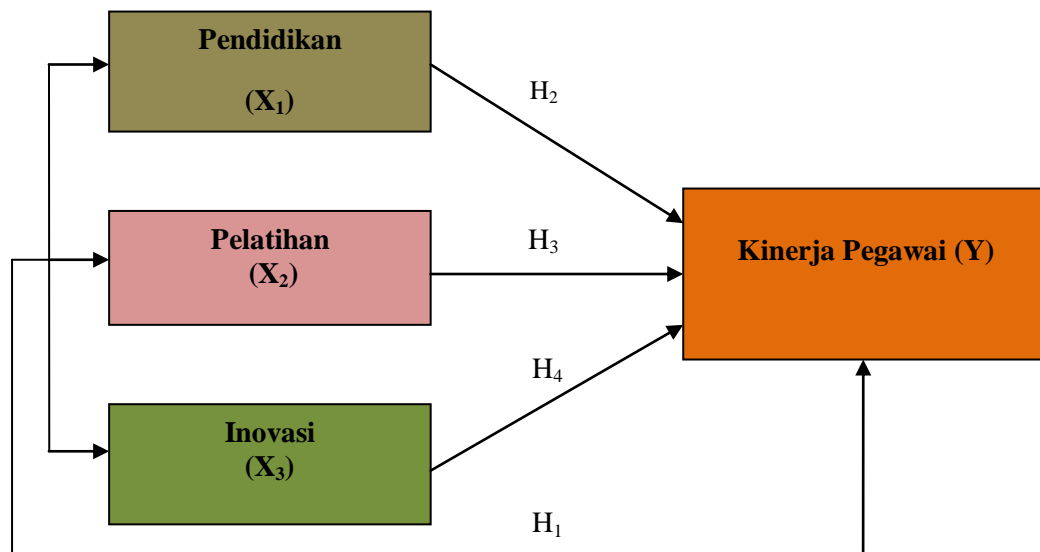 Pendidikan
(X₁)
H₂
Pelatihan
(X₂)
H₃
Kinerja Pegawai (Y)
H₄
Inovasi
(X₃)
H₁